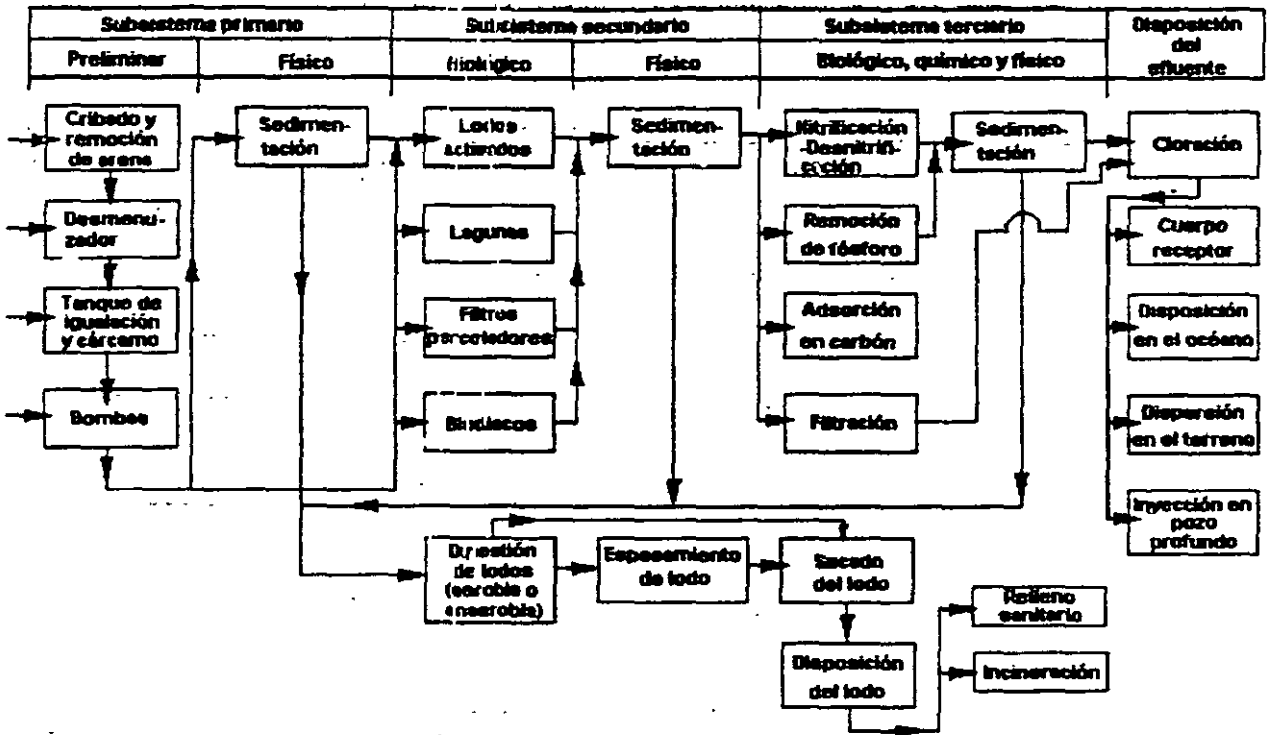 Subsistema primario
Subsistema secundario
Subsistema terciario
Disposición
del
efluente
Preliminar
Físico
Biológico
Físico
Biológico, químico y físico
Cribado y
remoción
de arena
Desmenu-
zador
Tanque de
igualación
y cárcamo
Bombas
Sedimen-
tación
Lodos
activados
Lagunas
Filtros
percoladores
Biodiscos
Sedimen-
tación
Nitrificación
-Desnitrifi-
cación
Remoción
de fósforo
Adsorción
en carbón
Filtración
Sedimen-
tación
Cloración
Cuerpo
receptor
Disposición
en el océano
Dispersión
en el terreno
Inyección en
pozo
profundo
Digestión
de lodos
(aerobia o
anaerobia)
Espesamiento
de lodo
Secado
del lodo
Disposición
del lodo
Relleno
sanitario
Incineración